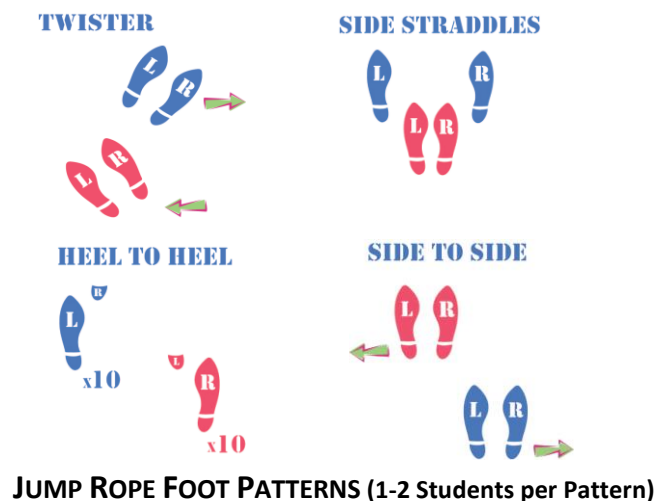 TWISTER
L R
L R
SIDE STRADDLES
L R
L R
HEEL TO HEEL
L R
x10
L R
x10
SIDE TO SIDE
L R
L R
JUMP ROPE FOOT PATTERNS (1-2 Students per Pattern)